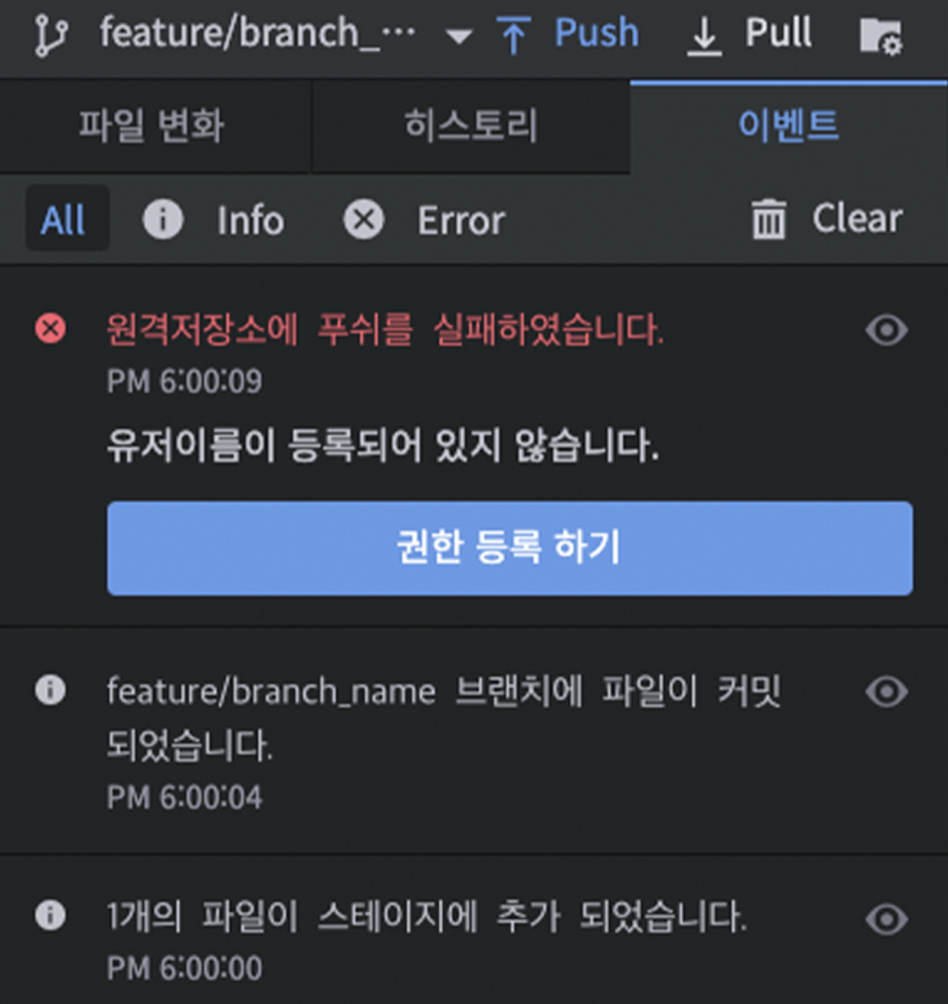 feature/branch_··· Push Pull
파일 변화 히스토리 이벤트
All Info Error Clear
원격저장소에 푸쉬를 실패하였습니다.
PM 6:00:09
유저이름이 등록되어 있지 않습니다.
권한 등록 하기
feature/branch_name 브랜치에 파일이 커밋
되었습니다.
PM 6:00:04
1개의 파일이 스테이지에 추가 되었습니다.
PM 6:00:00